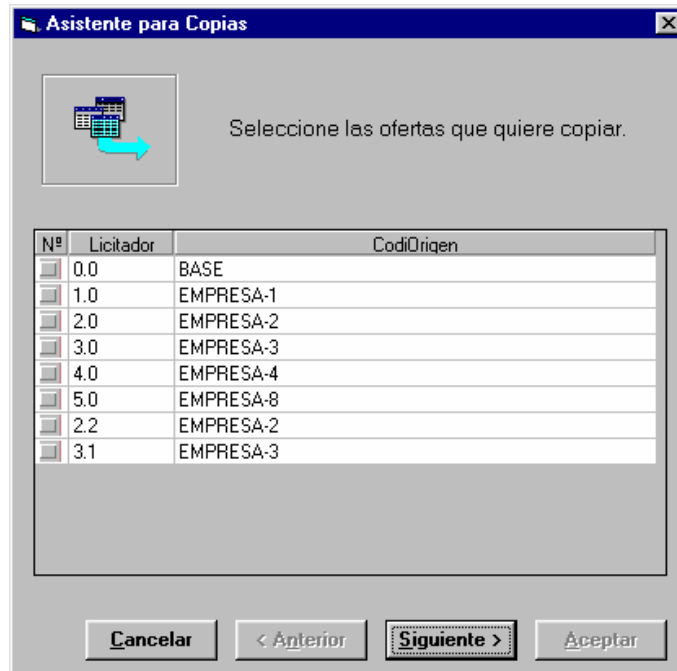 Asistente para Copias
Seleccione las ofertas que quiere copiar.
Nº Licitador CodiOrigen
0.0 BASE
1.0 EMPRESA-1
2.0 EMPRESA-2
3.0 EMPRESA-3
4.0 EMPRESA-4
5.0 EMPRESA-8
2.2 EMPRESA-2
3.1 EMPRESA-3
Cancelar < Anterior Siguiente > Aceptar